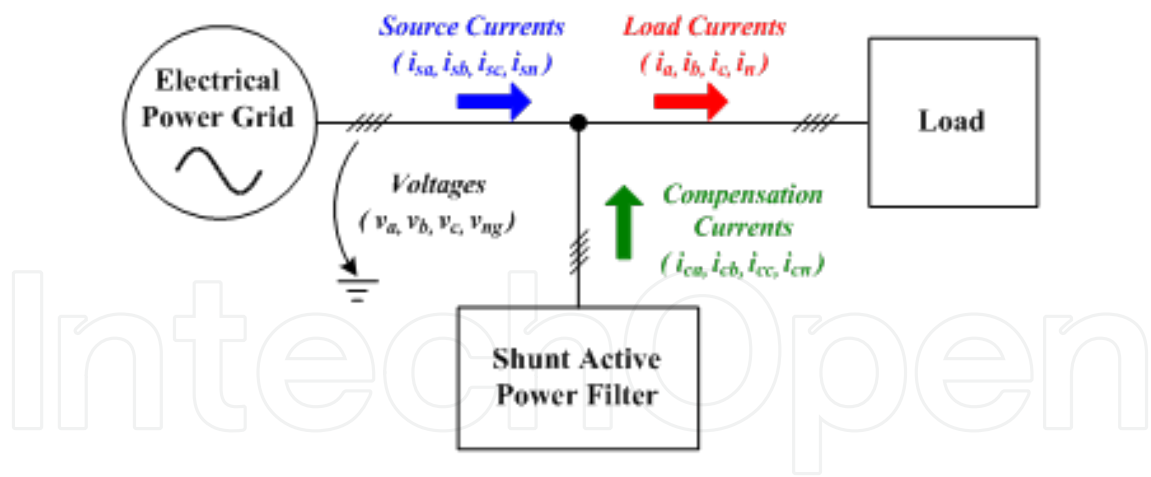 Source Currents
( isa, isb, isc, isn )
Load Currents
( ia, ib, ic, in )
Electrical
Power Grid
Load
Voltages
( va, vb, vc, vng )
Compensation
Currents
( ica, icb, icc, icn )
Shunt Active
Power Filter
IntechOpen